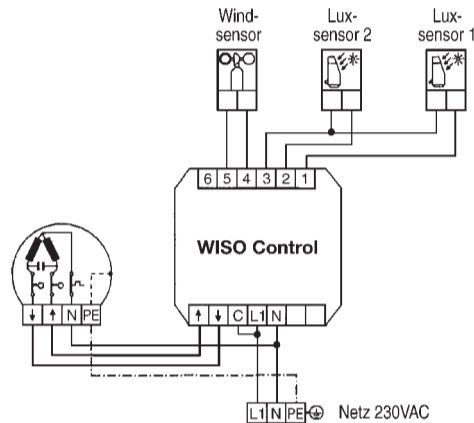 Wind-
sensor
Lux-
sensor 2
Lux-
sensor 1
6 5 4 3 2 1
WISO Control
↓ ↑ N PE
↑ ↓ C L1 N
L1 N PE
Netz 230VAC